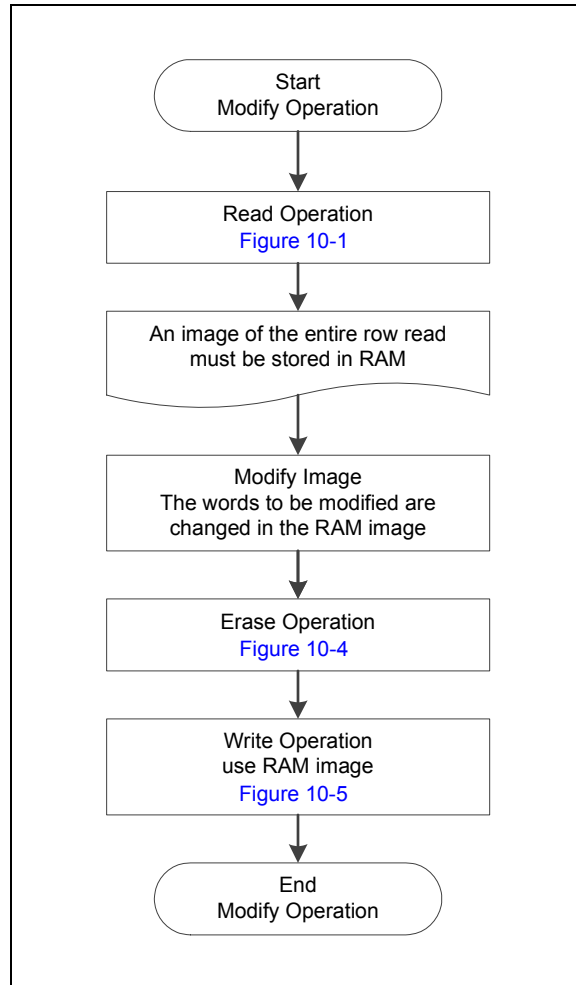 Start
Modify Operation
Read Operation
Figure 10-1
An image of the entire row read
must be stored in RAM
Modify Image
The words to be modified are
changed in the RAM image
Erase Operation
Figure 10-4
Write Operation
use RAM image
Figure 10-5
End
Modify Operation